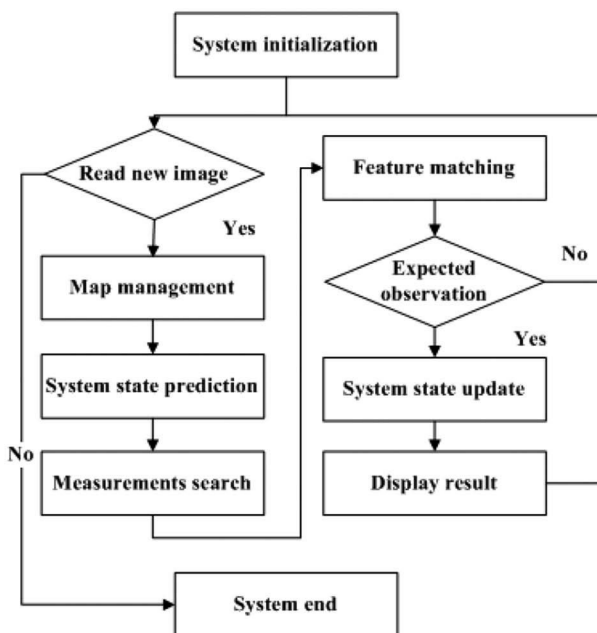 System initialization
Read new image
Yes
Map management
System state prediction
No
Measurements search
Feature matching
Expected
observation
No
Yes
System state update
Display result
System end